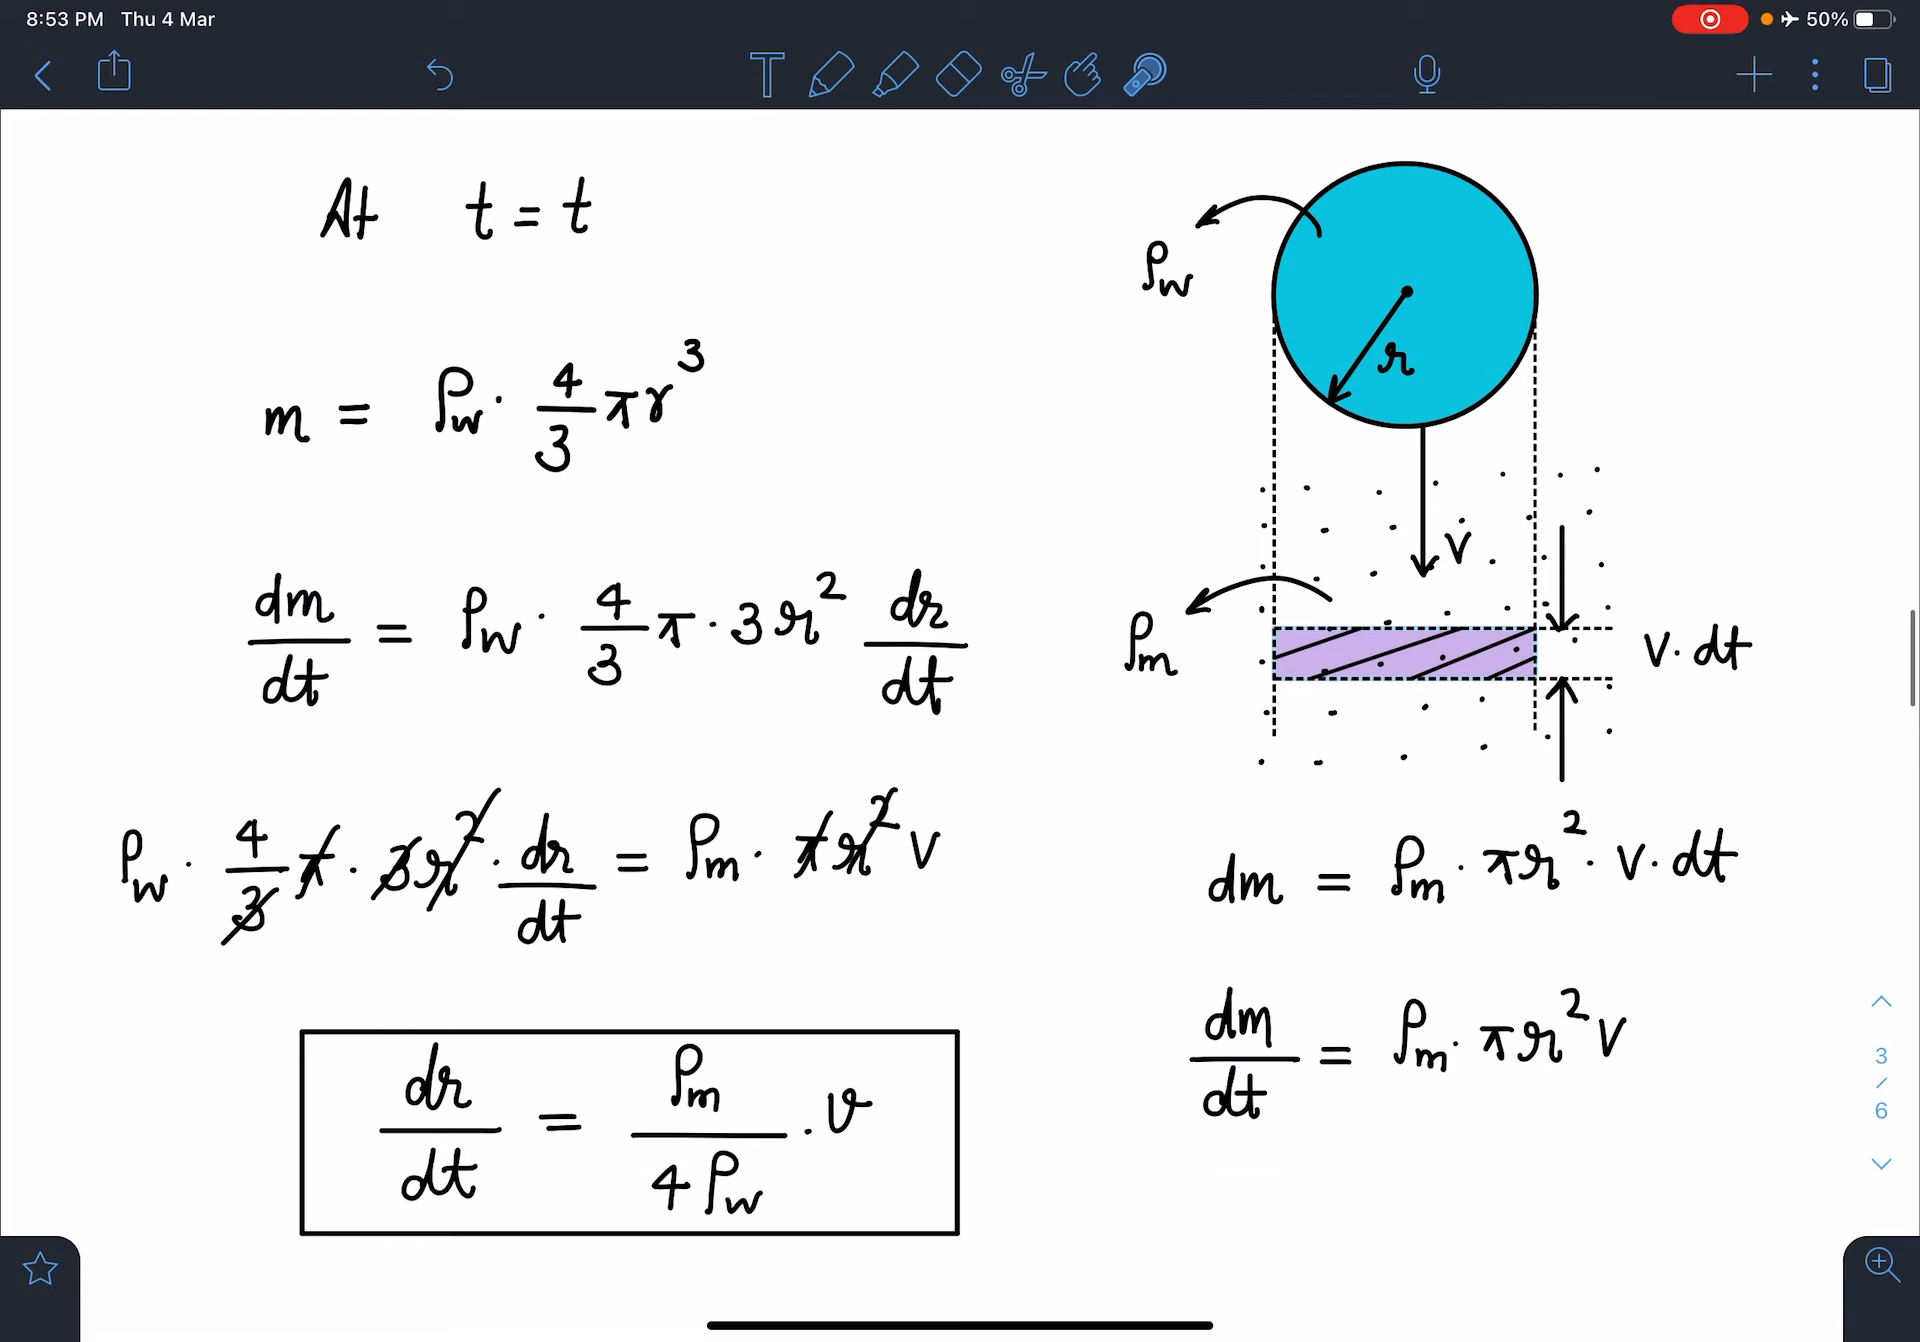 8:53 PM Thu 4 Mar
50%
At t = t
m = ρw · 4/3 πr³
dm/dt = ρw · 4/3 π · 3r² dr/dt
ρw · 4/3 π · 3r² · dr/dt = ρm · πr² v
dr/dt = ρm/4ρw · v
ρw
r
v
ρm
v · dt
dm = ρm · πr² · v · dt
dm/dt = ρm · πr² v
3
/
6